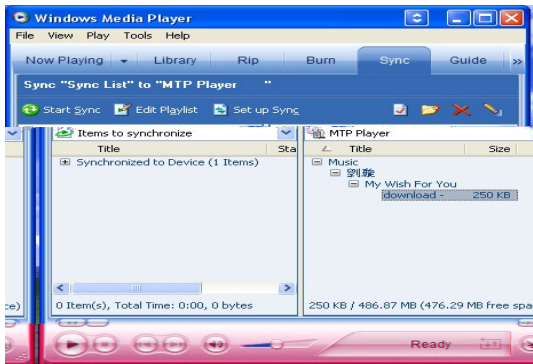 Windows Media Player
File View Play Tools Help
Now Playing Library Rip Burn Sync Guide »
Sync "Sync List" to "MTP Player "
Start Sync Edit Playlist Set up Sync
Items to synchronize
Title Sta
Synchronized to Device (1 Items)
0 Item(s), Total Time: 0:00, 0 bytes
MTP Player
Title Size
Music
My Wish For You
download - 250 KB
250 KB / 486.87 MB (476.29 MB free spa
Ready